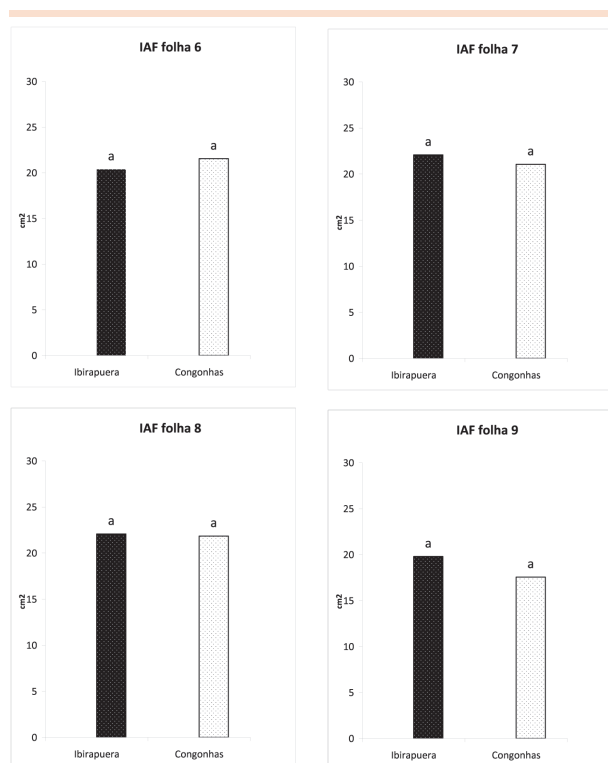 IAF folha 6
30
25
20
15
10
5
0
cm2
a
a
Ibirapuera
Congonhas
IAF folha 7
30
25
20
15
10
5
0
cm2
a
a
Ibirapuera
Congonhas
IAF folha 8
30
25
20
15
10
5
0
cm2
a
a
Ibirapuera
Congonhas
IAF folha 9
30
25
20
15
10
5
0
cm2
a
a
Ibirapuera
Congonhas